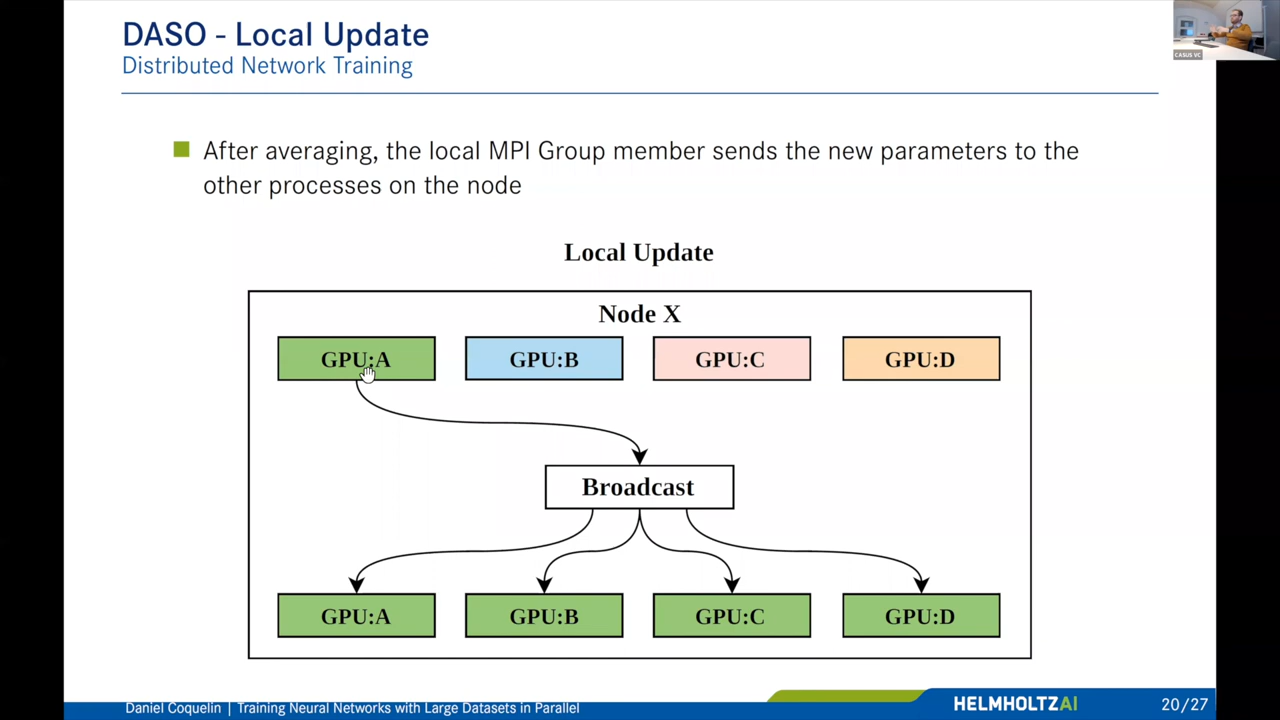 DASO - Local Update
Distributed Network Training
CASUS VC
After averaging, the local MPI Group member sends the new parameters to the
other processes on the node
Local Update
Node X
GPU:A GPU:B GPU:C GPU:D
Broadcast
GPU:A GPU:B GPU:C GPU:D
Daniel Coquelin | Training Neural Networks with Large Datasets in Parallel
HELMHOLTZAI
20/27